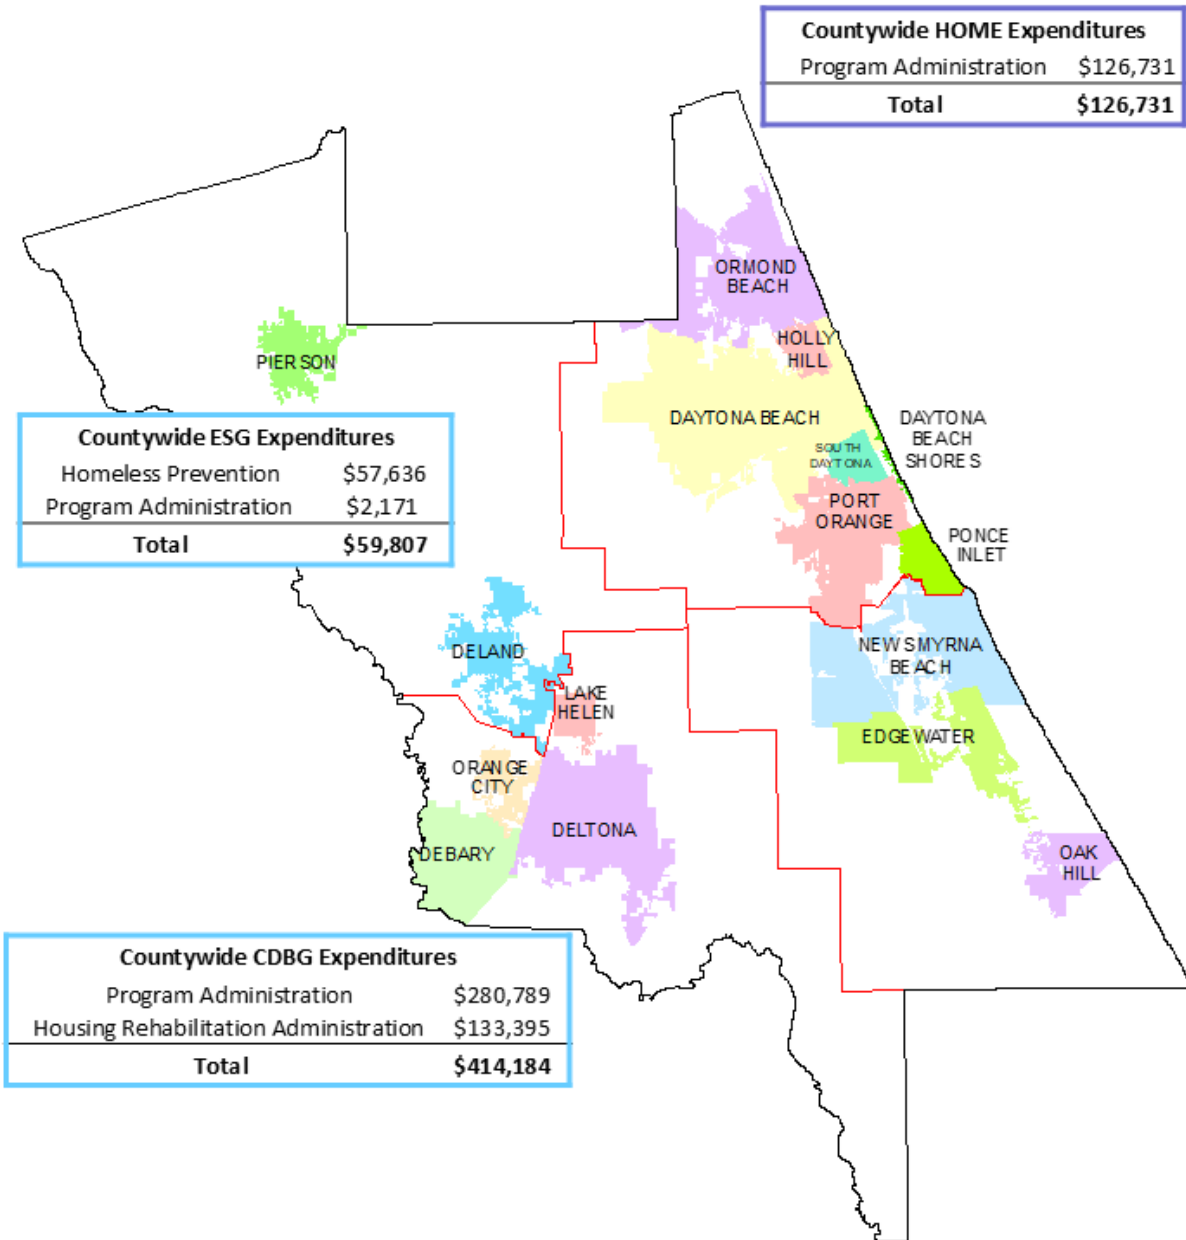 Countywide HOME Expenditures
Program Administration $126,731
Total $126,731
ORMOND
BEACH
HOLLY
HILL
PIERSON
DAYTONA BEACH
DAYTONA
BEACH
SHORES
Countywide ESG Expenditures
Homeless Prevention $57,636
Program Administration $2,171
Total $59,807
SOUTH
DAYTONA
PORT
ORANGE
PONCE
INLET
DELAND
NEW SMYRNA
BEACH
LAKE
HELEN
EDGEWATER
ORANGE
CITY
DELTONA
DEBARY
OAK
HILL
Countywide CDBG Expenditures
Program Administration $280,789
Housing Rehabilitation Administration $133,395
Total $414,184